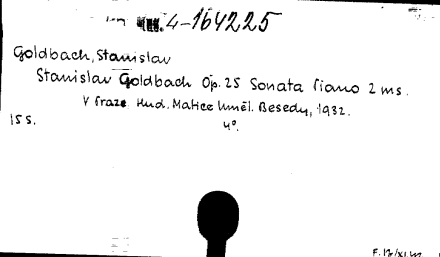 4-164225
Goldbach, Stanislav
Stanislav Goldbach Op. 25 Sonata Piano 2 ms.
V Praze Hud. Matice Uměl. Besedy, 1932.
15 s. 4°.